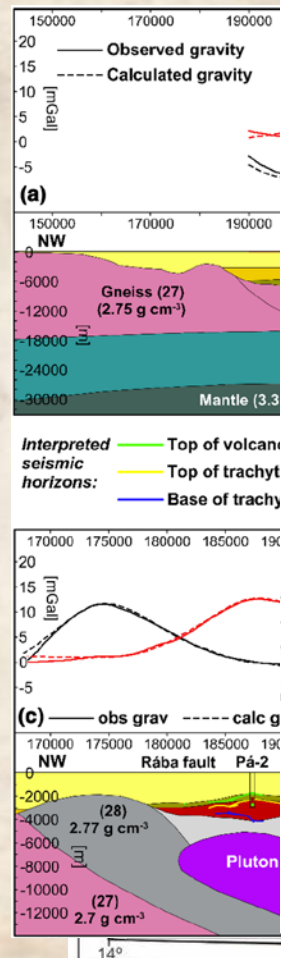 150000 170000 190000
15
10
5
0
-5
[mGal]
Observed gravity
Calculated gravity
(a)
150000 170000 190000
NW
0
-6000
-12000
-18000
-24000
-30000
[m]
Gneiss (27)
(2.75 g cm-3)
Mantle (3.3
Interpreted
seismic
horizons:
Top of volcano
Top of trachyt
Base of trachy
170000 175000 180000 185000 190
20
15
10
5
0
-5
[mGal]
(c)
obs grav
calc g
170000 175000 180000 185000 190
NW
Rába fault
Pá-2
0
-2000
-4000
-6000
-8000
-10000
-12000
[m]
(28)
2.77 g cm-3
(27)
2.7 g cm-3
Pluton
14°